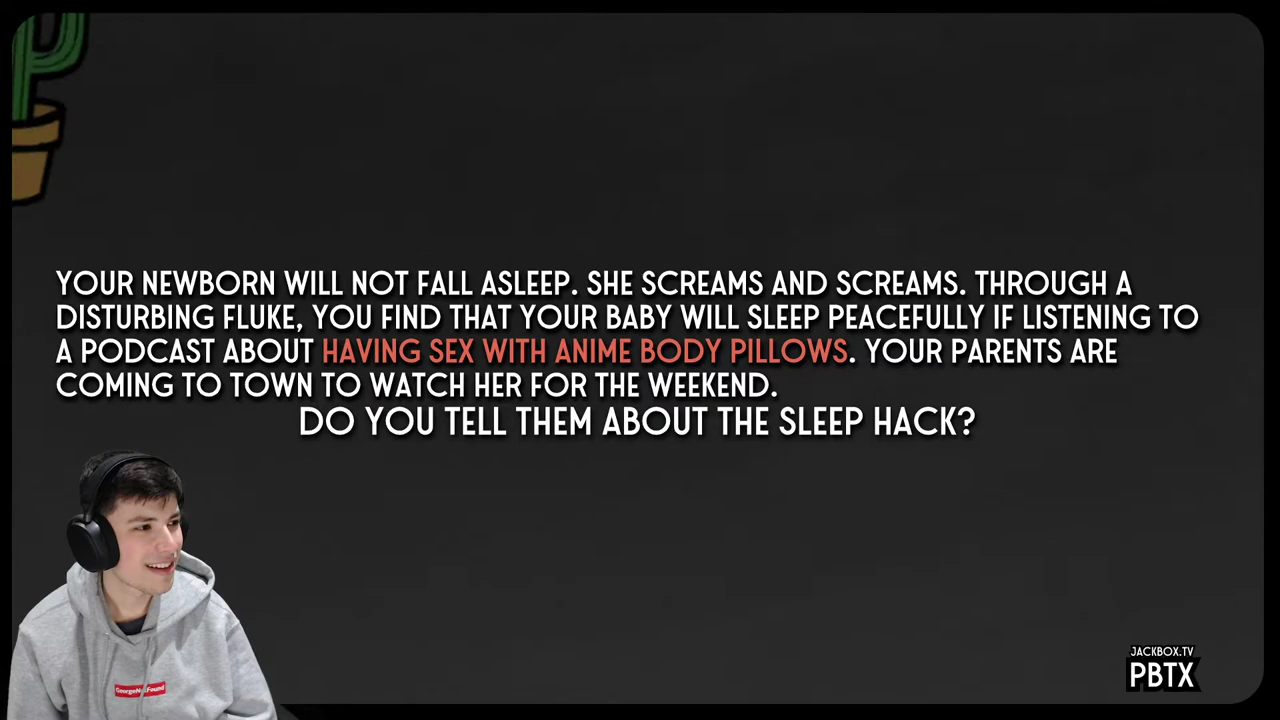 YOUR NEWBORN WILL NOT FALL ASLEEP. SHE SCREAMS AND SCREAMS. THROUGH A
DISTURBING FLUKE, YOU FIND THAT YOUR BABY WILL SLEEP PEACEFULLY IF LISTENING TO
A PODCAST ABOUT HAVING SEX WITH ANIME BODY PILLOWS. YOUR PARENTS ARE
COMING TO TOWN TO WATCH HER FOR THE WEEKEND.
DO YOU TELL THEM ABOUT THE SLEEP HACK?
GeorgeNotFound
JACKBOX.TV
PBTX